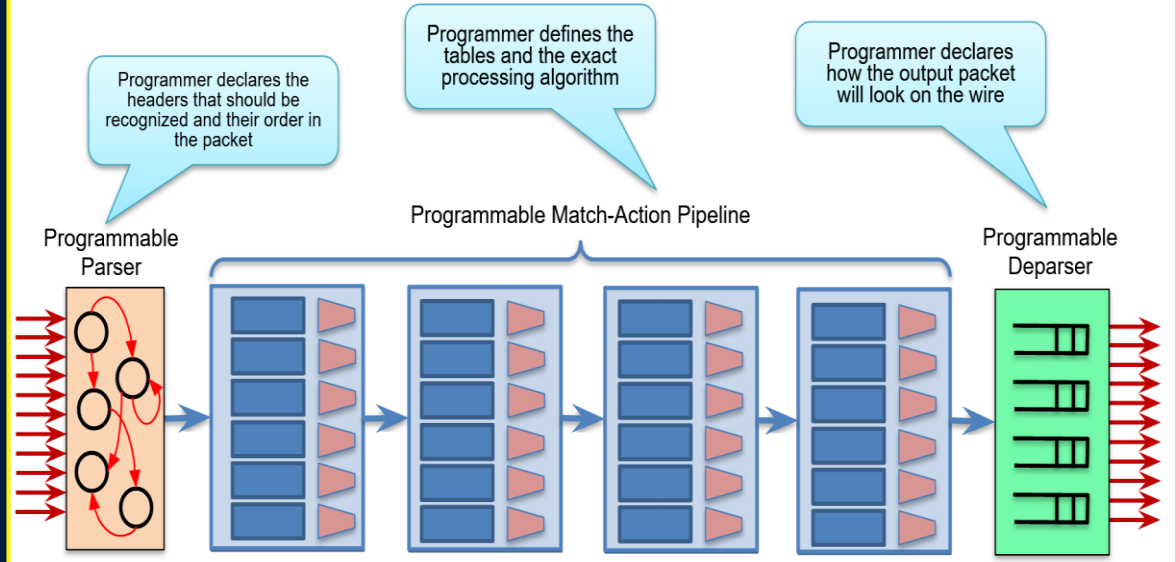 Programmer declares the
headers that should be
recognized and their order in
the packet
Programmer defines the
tables and the exact
processing algorithm
Programmer declares
how the output packet
will look on the wire
Programmable Match-Action Pipeline
Programmable
Parser
Programmable
Deparser